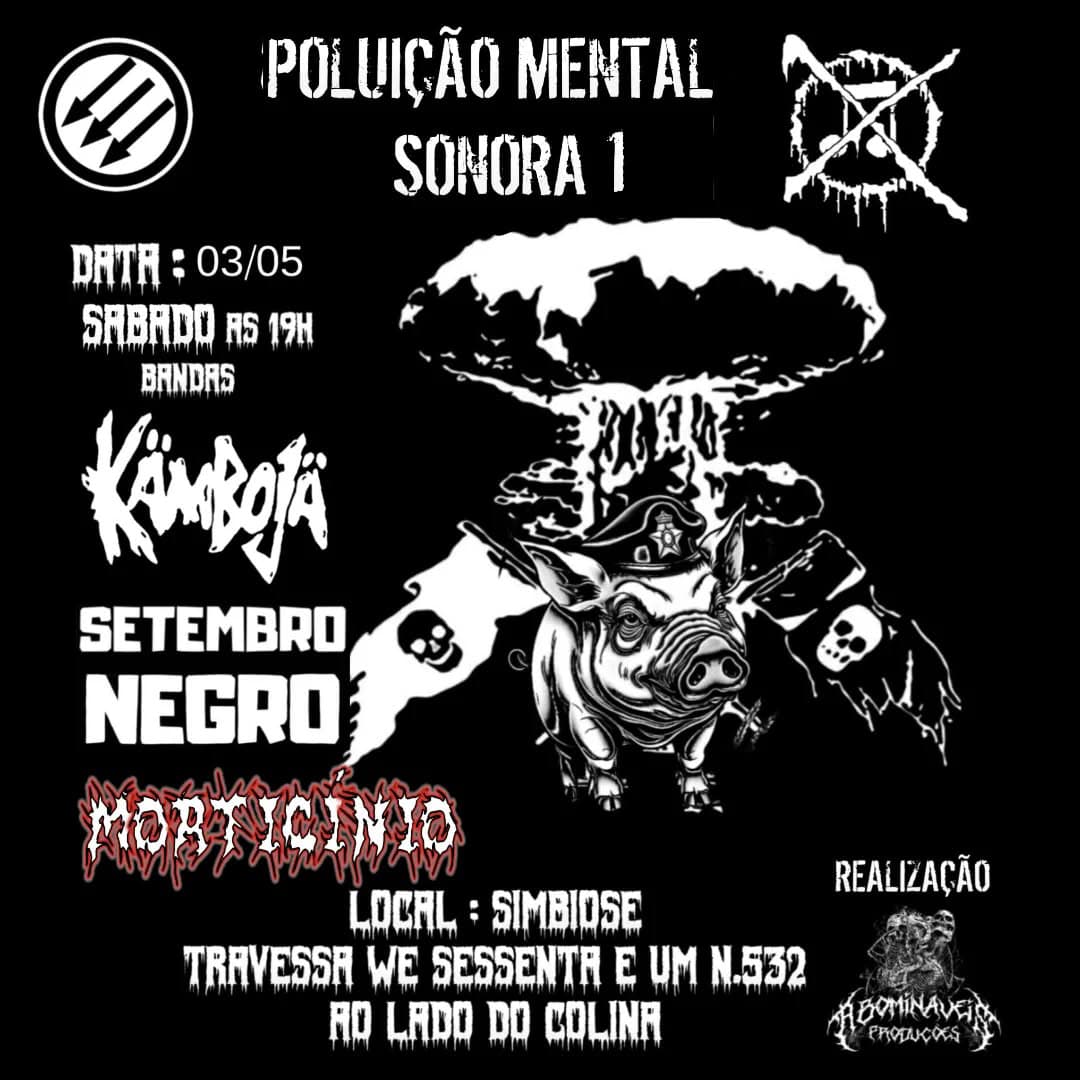 POLUIÇÃO MENTAL
SONORA 1
DATA : 03/05
SABADO AS 19H
BANDAS
KÄMBOJÄ
SETEMBRO
NEGRO
MORTICÍNIO
LOCAL : SIMBIOSE
TRAVESSA WE SESSENTA E UM N.532
AO LADO DO COLINA
REALIZAÇÃO
ABOMINAVEIS
PRODUÇÕES